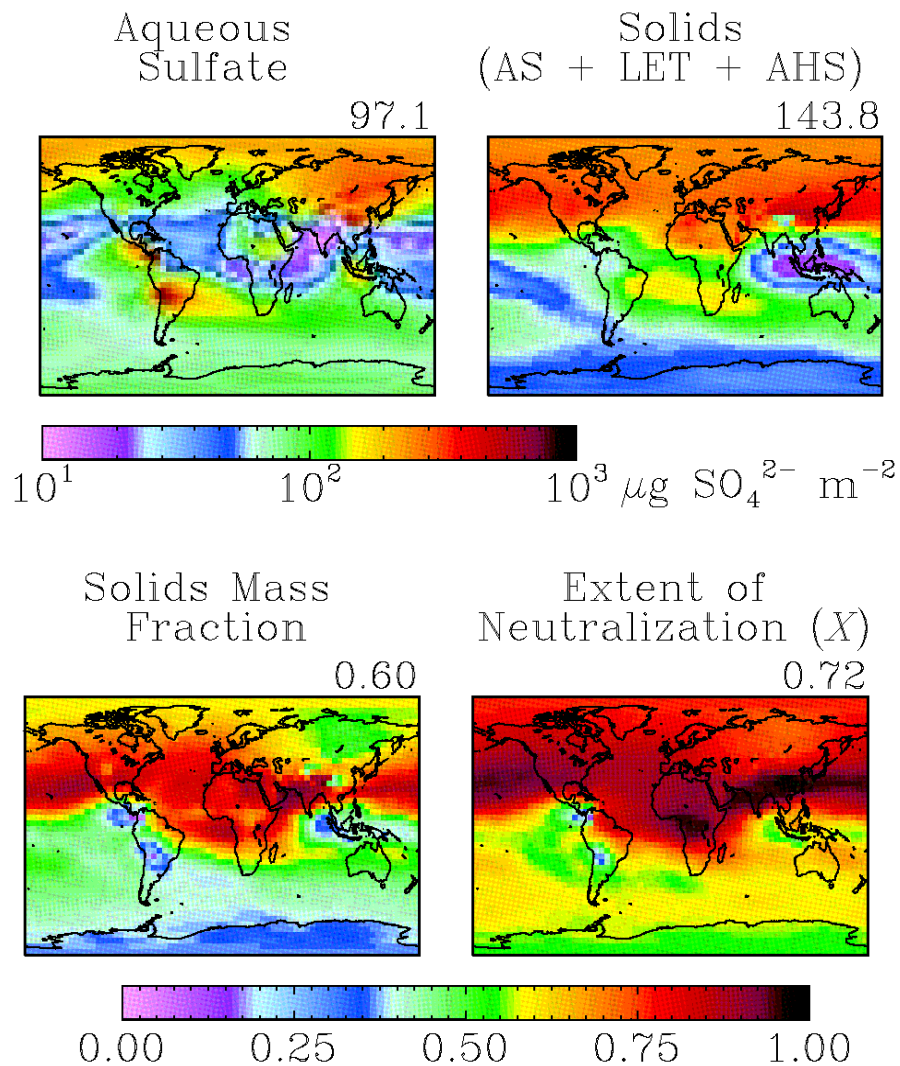 Aqueous
Sulfate
Solids
(AS + LET + AHS)
97.1
143.8
10¹ 10² 10³ μg SO₄²⁻ m⁻²
Solids Mass
Fraction
Extent of
Neutralization (X)
0.60
0.72
0.00 0.25 0.50 0.75 1.00